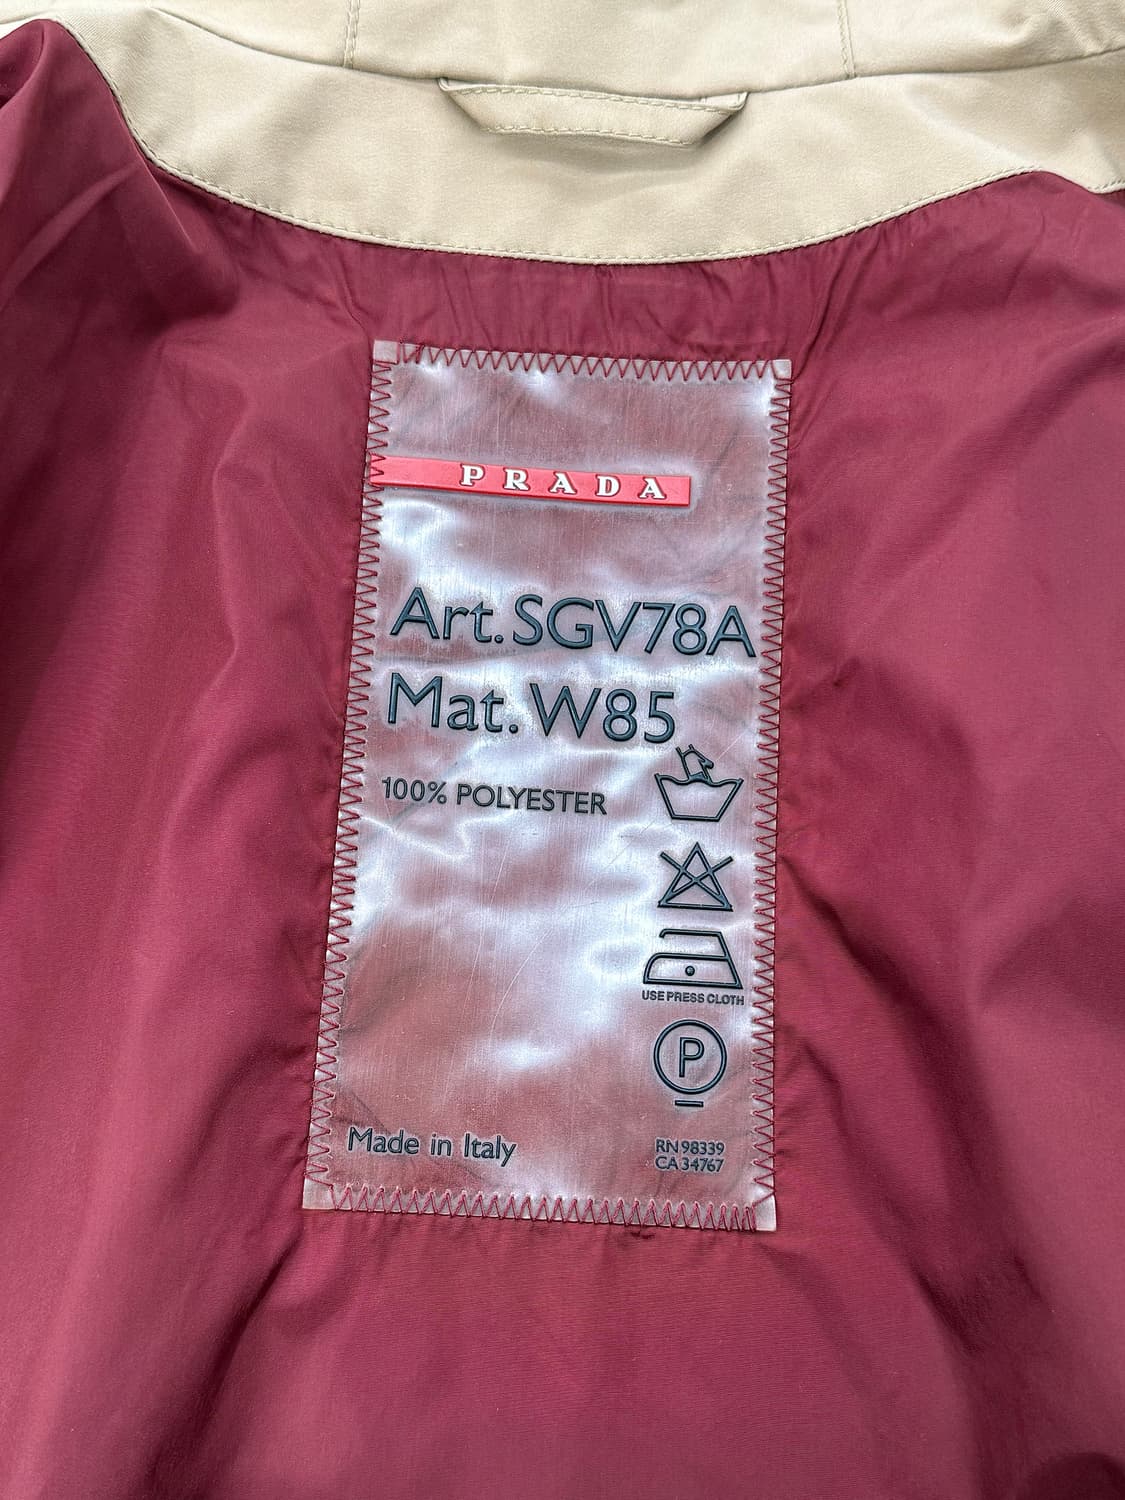 PRADA
Art. SGV78A
Mat. W85
100% POLYESTER
USE PRESS CLOTH
P
Made in Italy
RN 98339
CA 34767